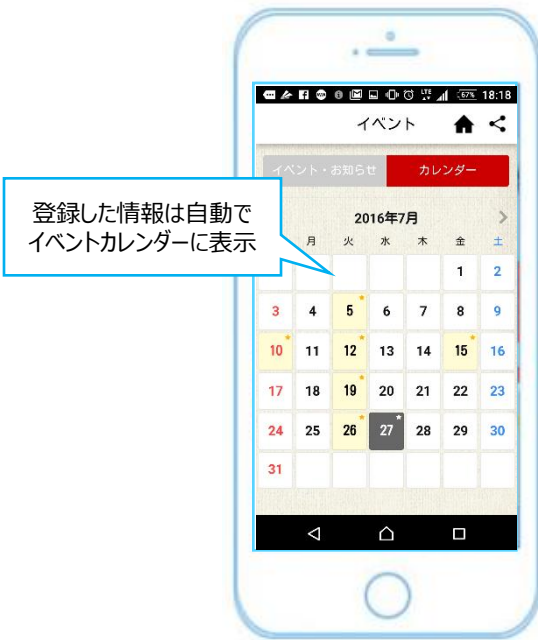 67% 18:18
イベント
イベント・お知らせ カレンダー
登録した情報は自動で
イベントカレンダーに表示
2016年7月
月 火 水 木 金 土
1 2
3 4 5 6 7 8 9
10 11 12 13 14 15 16
17 18 19 20 21 22 23
24 25 26 27 28 29 30
31